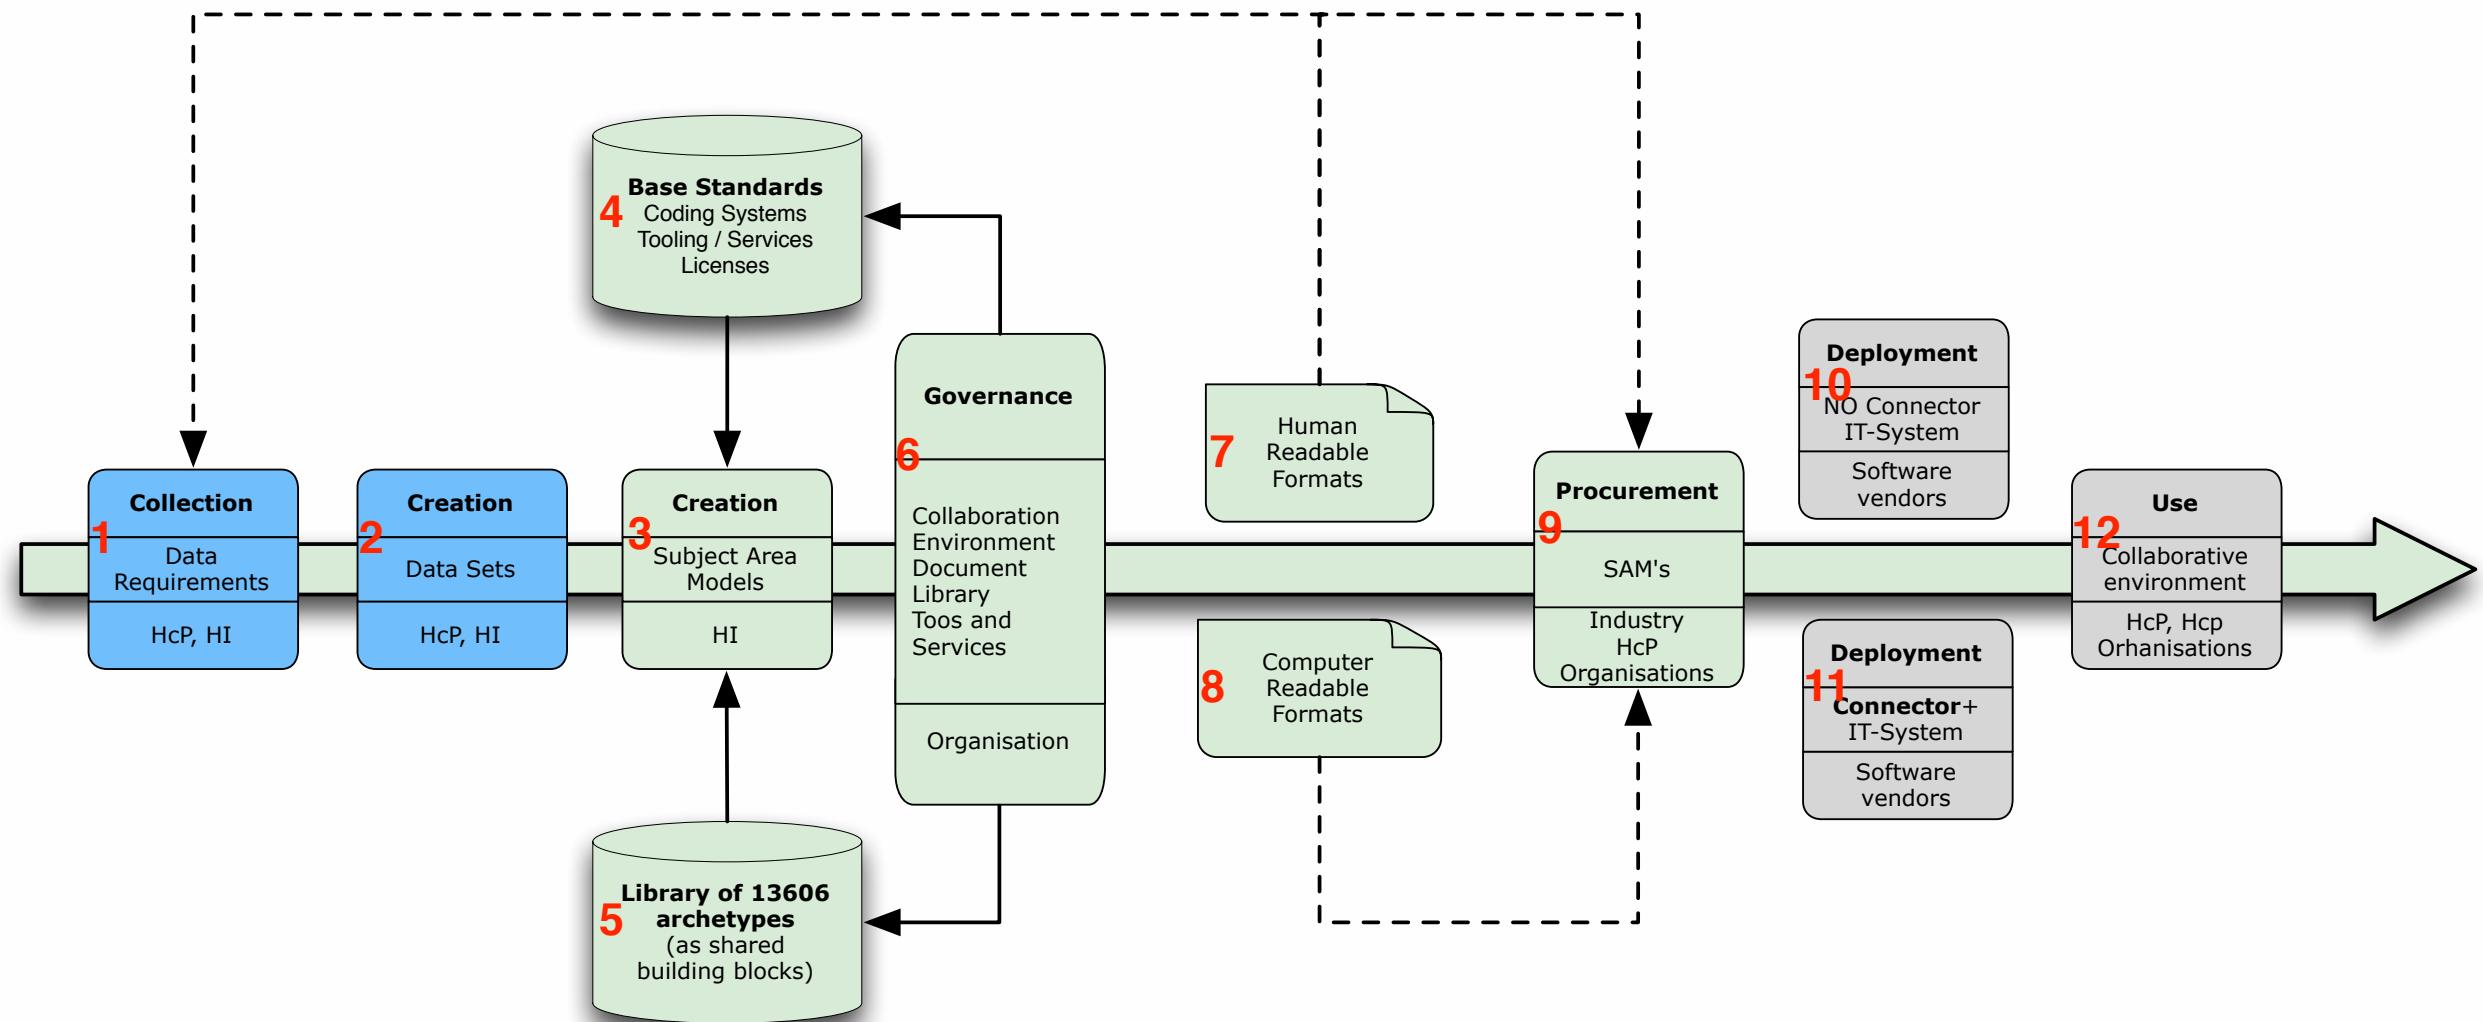 1
Collection
Data
Requirements
HcP, HI
2
Creation
Data Sets
HcP, HI
3
Creation
Subject Area
Models
HI
4
Base Standards
Coding Systems
Tooling / Services
Licenses
5
Library of 13606
archetypes
(as shared
building blocks)
6
Governance
Collaboration
Environment
Document
Library
Toos and
Services
Organisation
7
Human
Readable
Formats
8
Computer
Readable
Formats
9
Procurement
SAM's
Industry
HcP
Organisations
10
Deployment
NO Connector
IT-System
Software
vendors
11
Deployment
Connector+
IT-System
Software
vendors
12
Use
Collaborative
environment
HcP, Hcp
Orhanisations